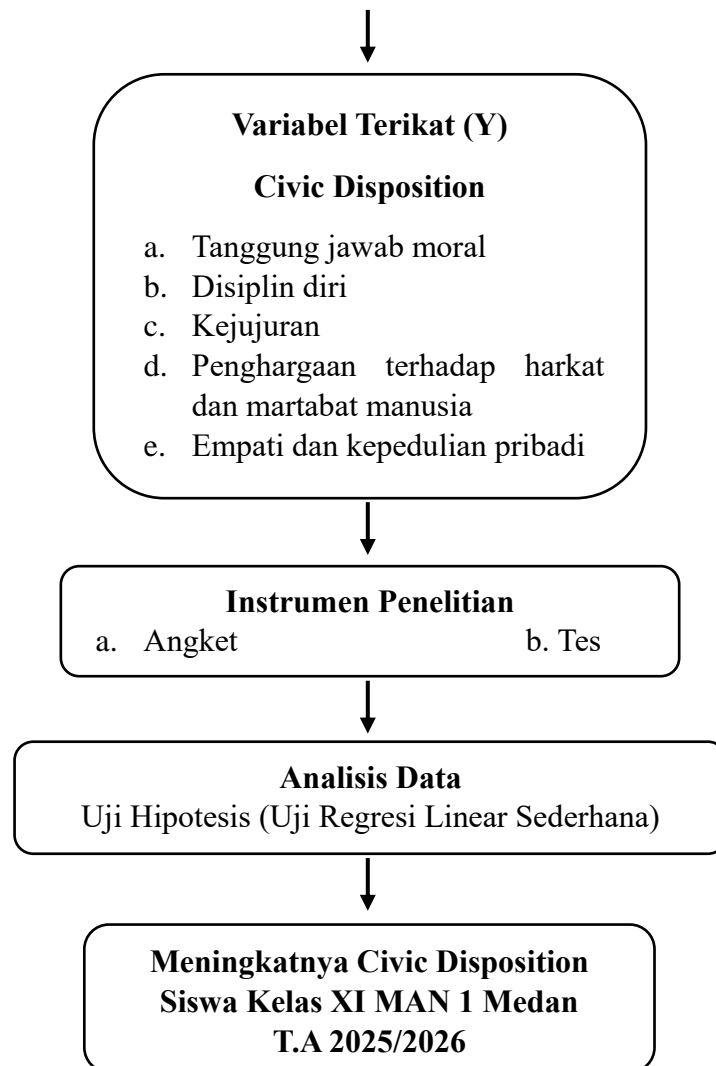 Variabel Terikat (Y)
Civic Disposition
a. Tanggung jawab moral
b. Disiplin diri
c. Kejujuran
d. Penghargaan terhadap harkat
dan martabat manusia
e. Empati dan kepedulian pribadi
Instrumen Penelitian
a. Angket b. Tes
Analisis Data
Uji Hipotesis (Uji Regresi Linear Sederhana)
Meningkatnya Civic Disposition
Siswa Kelas XI MAN 1 Medan
T.A 2025/2026